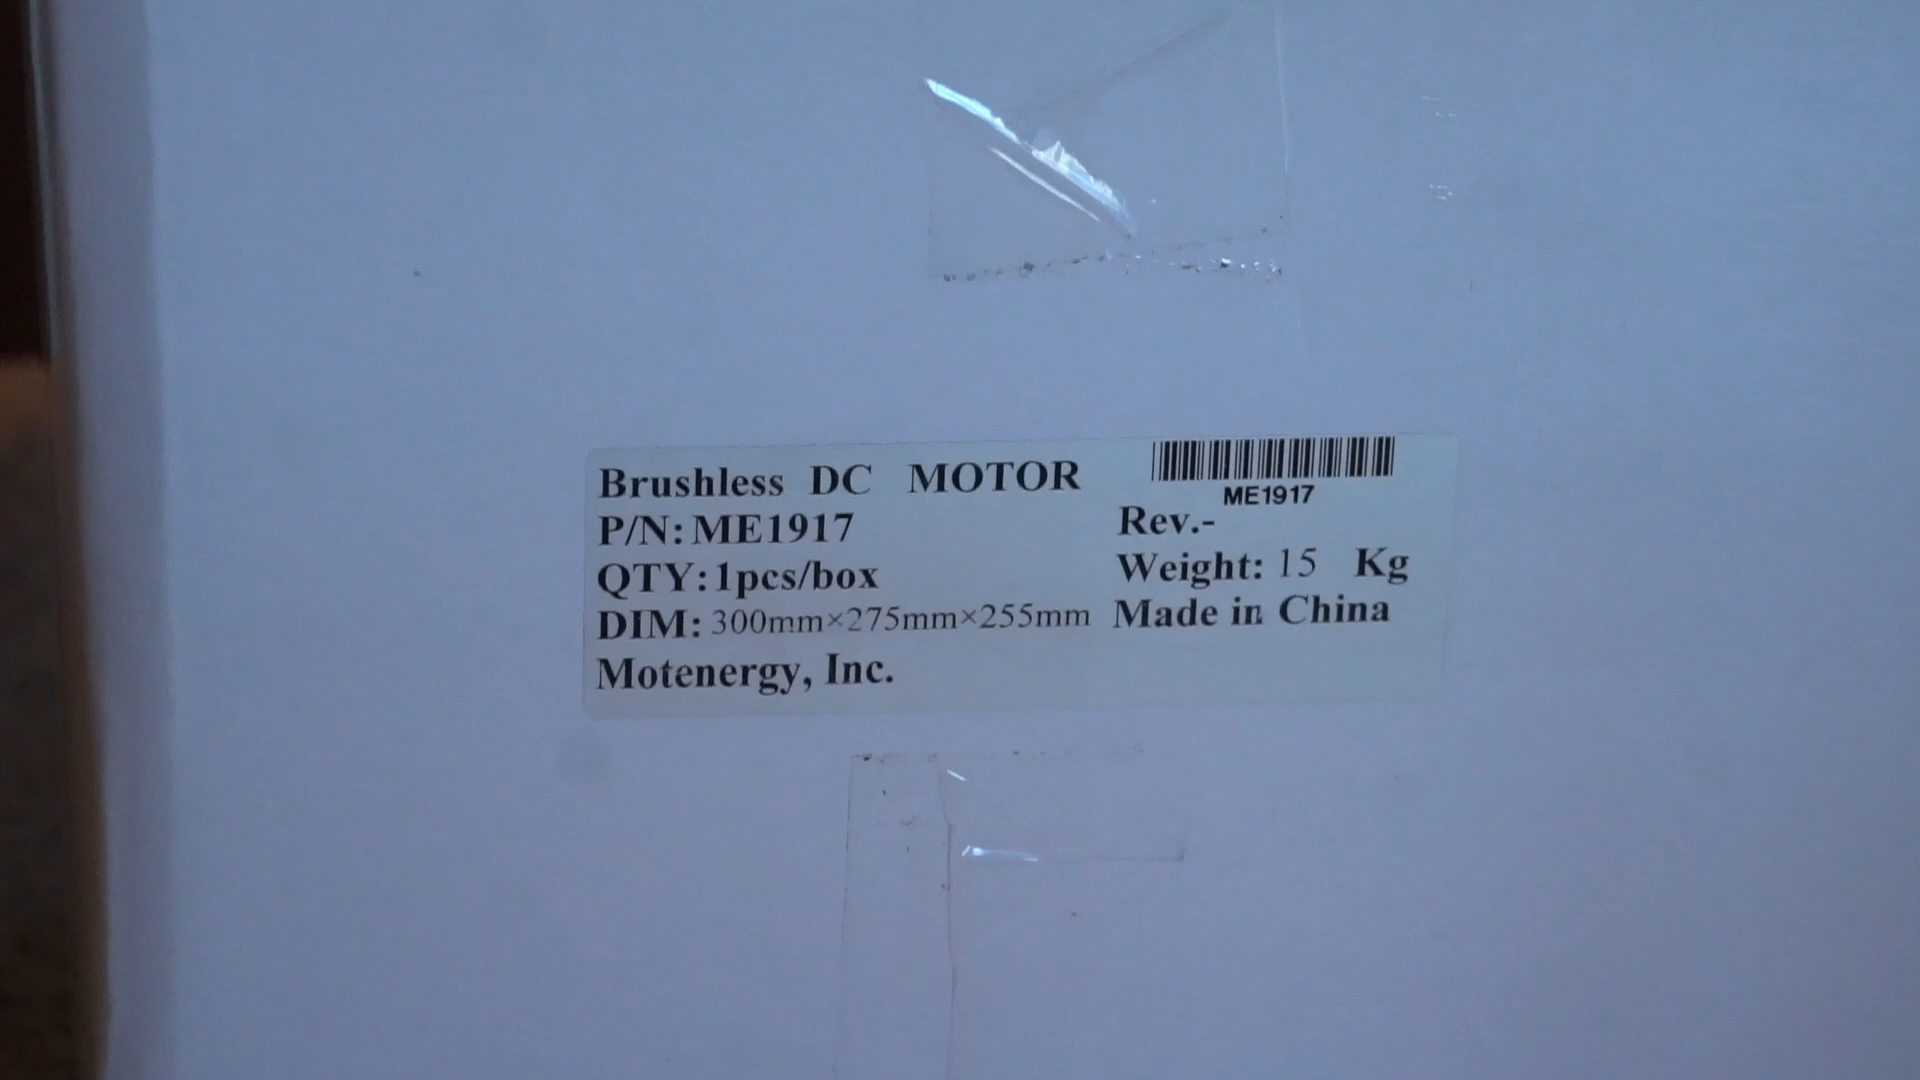 Brushless DC MOTOR
ME1917
P/N: ME1917
Rev.-
QTY: 1pcs/box
Weight: 15 Kg
DIM: 300mm×275mm×255mm
Made in China
Motenergy, Inc.